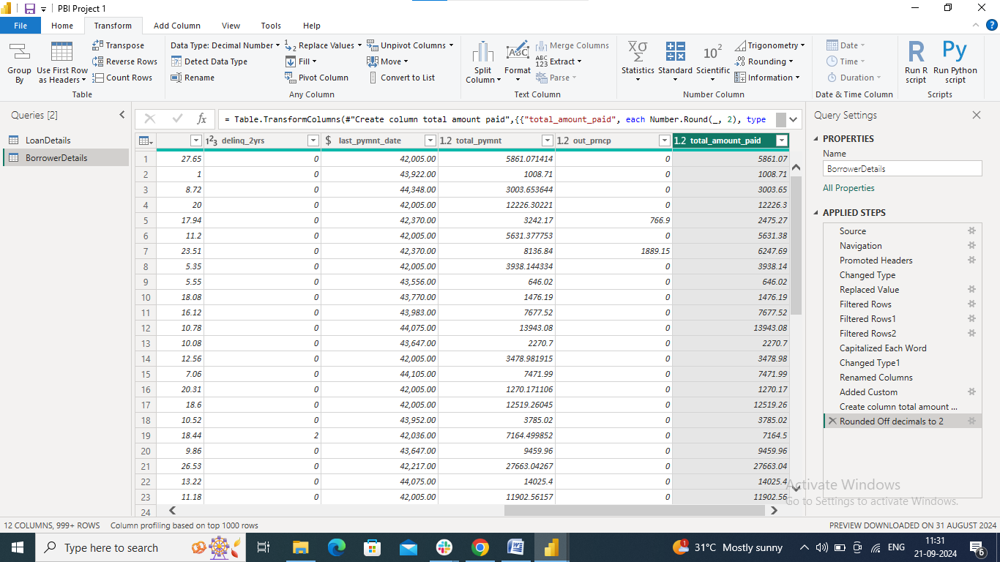 PBI Project 1
File Home Transform Add Column View Tools Help
Group By
Use First Row as Headers
Transpose
Reverse Rows
Count Rows
Table
Data Type: Decimal Number
Detect Data Type
Rename
1 2 Replace Values
Fill
Pivot Column
Unpivot Columns
Move
Convert to List
Any Column
Split Column
ABC Format
Merge Columns
ABC 123 Extract
abc Parse
Text Column
Χσ Σ Statistics
Standard
10² Scientific
Trigonometry
.00 Rounding
Information
Number Column
Date
Time
Duration
Date & Time Column
R Run R script
Py Run Python script
Scripts
Queries [2]
LoanDetails
BorrowerDetails
fx = Table.TransformColumns(#"Create column total amount paid",{{"total_amount_paid", each Number.Round(_, 2), type
1²3 delinq_2yrs $ last_pymnt_date 1.2 total_pymnt 1.2 out_prncp 1.2 total_amount_paid
1 27.65 0 42,005.00 5861.071414 0 5861.07
2 1 0 43,922.00 1008.71 0 1008.71
3 8.72 0 44,348.00 3003.653644 0 3003.65
4 20 0 42,005.00 12226.30221 0 12226.3
5 17.94 0 42,370.00 3242.17 766.9 2475.27
6 11.2 0 42,005.00 5631.377753 0 5631.38
7 23.51 0 42,370.00 8136.84 1889.15 6247.69
8 5.35 0 42,005.00 3938.144334 0 3938.14
9 5.55 0 43,556.00 646.02 0 646.02
10 18.08 0 43,770.00 1476.19 0 1476.19
11 16.12 0 43,983.00 7677.52 0 7677.52
12 10.78 0 44,075.00 13943.08 0 13943.08
13 10.08 0 43,647.00 2270.7 0 2270.7
14 12.56 0 42,005.00 3478.981915 0 3478.98
15 7.06 0 44,105.00 7471.99 0 7471.99
16 20.31 0 42,005.00 1270.171106 0 1270.17
17 18.6 0 42,005.00 12519.26045 0 12519.26
18 10.52 0 43,952.00 3785.02 0 3785.02
19 18.44 2 42,036.00 7164.499852 0 7164.5
20 9.86 0 43,647.00 9459.96 0 9459.96
21 26.53 0 42,217.00 27663.04267 0 27663.04
22 13.22 0 44,075.00 14025.4 0 14025.4
23 11.18 0 42,005.00 11902.56157 0 11902.56
24
Query Settings
PROPERTIES
Name
BorrowerDetails
All Properties
APPLIED STEPS
Source
Navigation
Promoted Headers
Changed Type
Replaced Value
Filtered Rows
Filtered Rows1
Filtered Rows2
Capitalized Each Word
Changed Type1
Renamed Columns
Added Custom
Create column total amount ...
Rounded Off decimals to 2
Activate Windows
Go to Settings to activate Windows.
12 COLUMNS, 999+ ROWS Column profiling based on top 1000 rows PREVIEW DOWNLOADED ON 31 AUGUST 2024
Type here to search
1
31°C Mostly sunny
ENG
11:31
21-09-2024
6